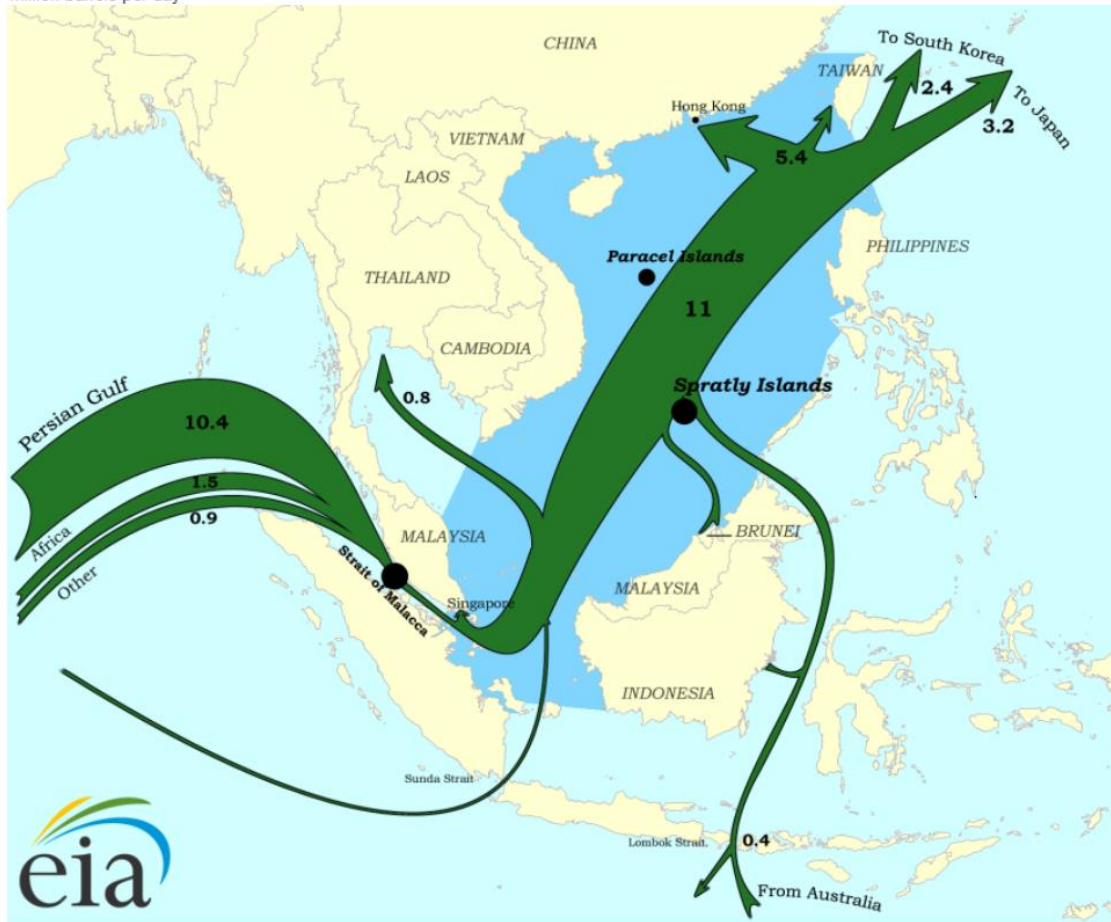 CHINA
To South Korea
TAIWAN
2.4
To Japan
3.2
Hong Kong
5.4
VIETNAM
LAOS
PHILIPPINES
Paracel Islands
THAILAND
11
CAMBODIA
Spratly Islands
0.8
Persian Gulf
10.4
1.5
0.9
Africa
Other
MALAYSIA
BRUNEI
Strait of Malacca
Singapore
MALAYSIA
INDONESIA
Sunda Strait
Lombok Strait.
0.4
From Australia
eia